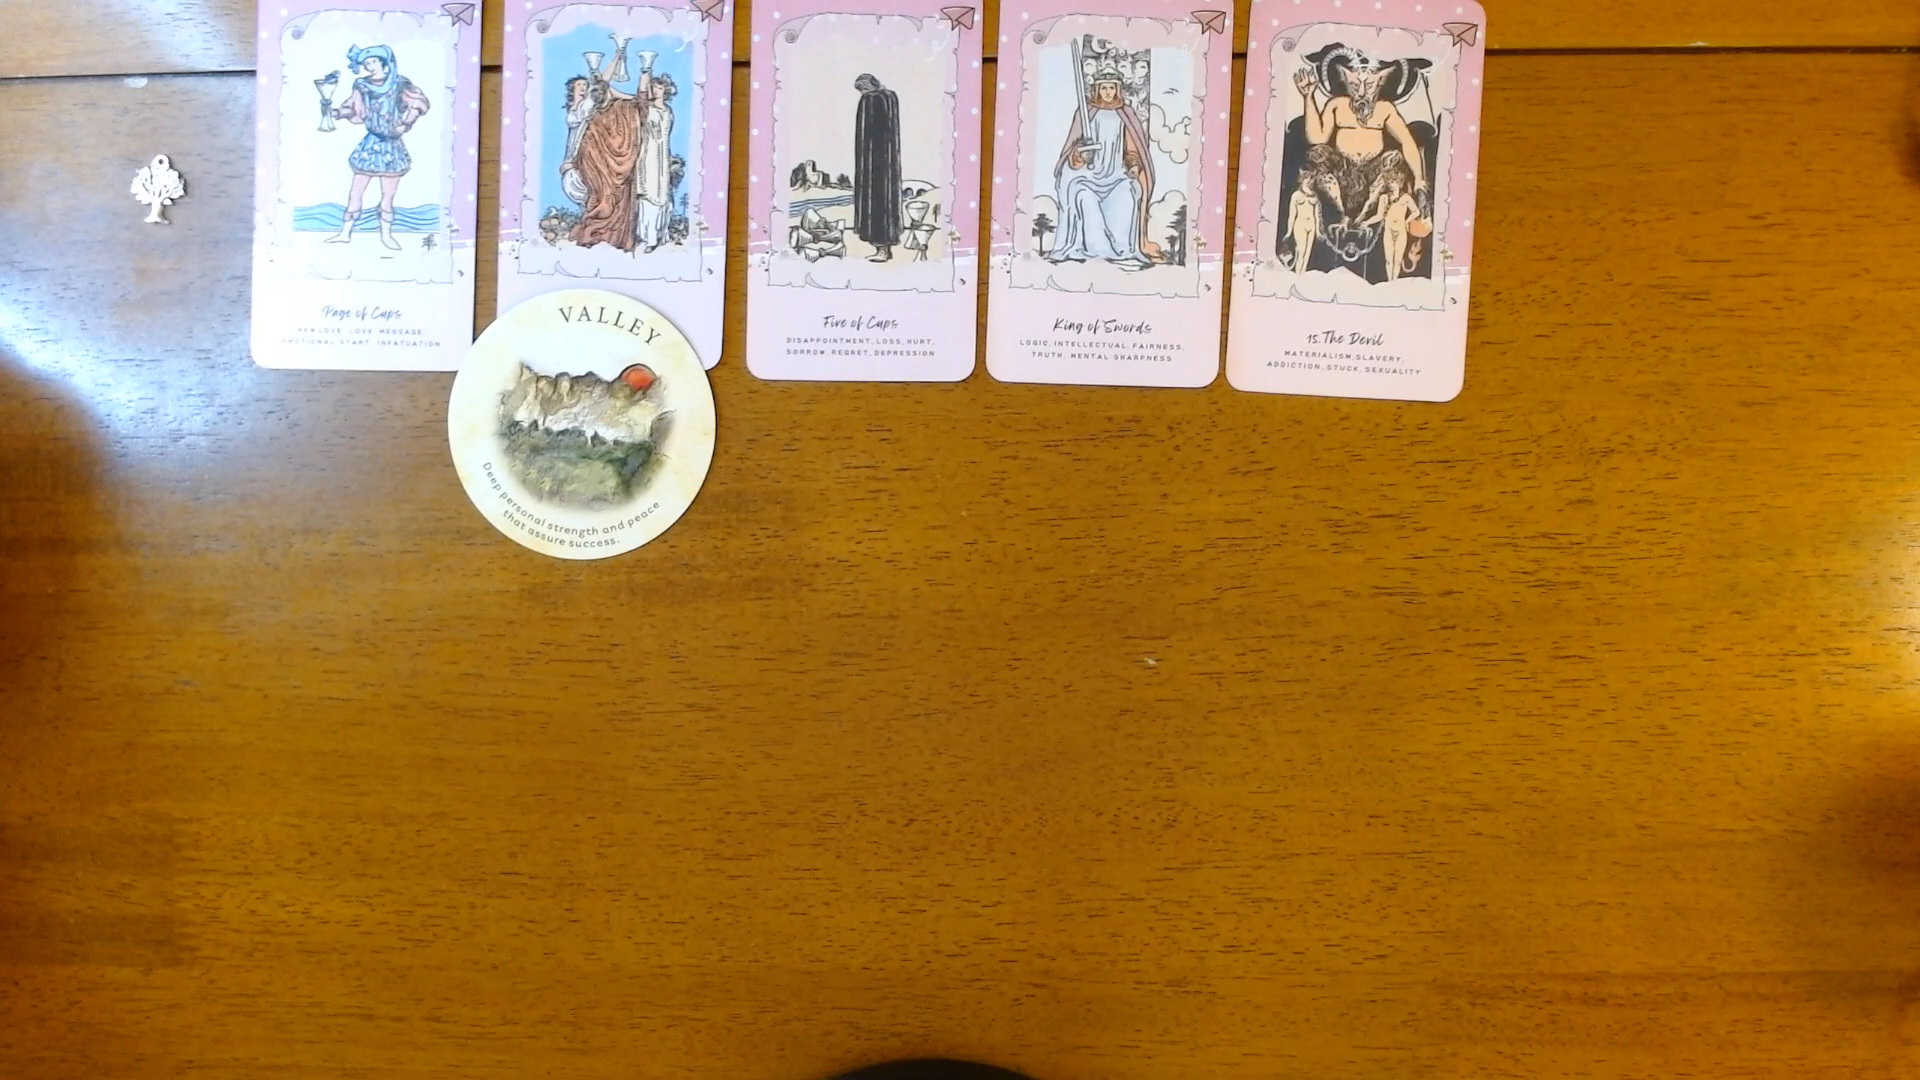 Page of Cups
NEW LOVE, LOVE MESSAGE,
EMOTIONAL START, INFATUATION
VALLEY
Deep personal strength and peace
that assure success.
Five of Cups
DISAPPOINTMENT, LOSS, HURT,
SORROW, REGRET, DEPRESSION
King of Swords
LOGIC, INTELLECTUAL, FAIRNESS,
TRUTH, MENTAL SHARPNESS
15. The Devil
MATERIALISM, SLAVERY,
ADDICTION, STUCK, SEXUALITY